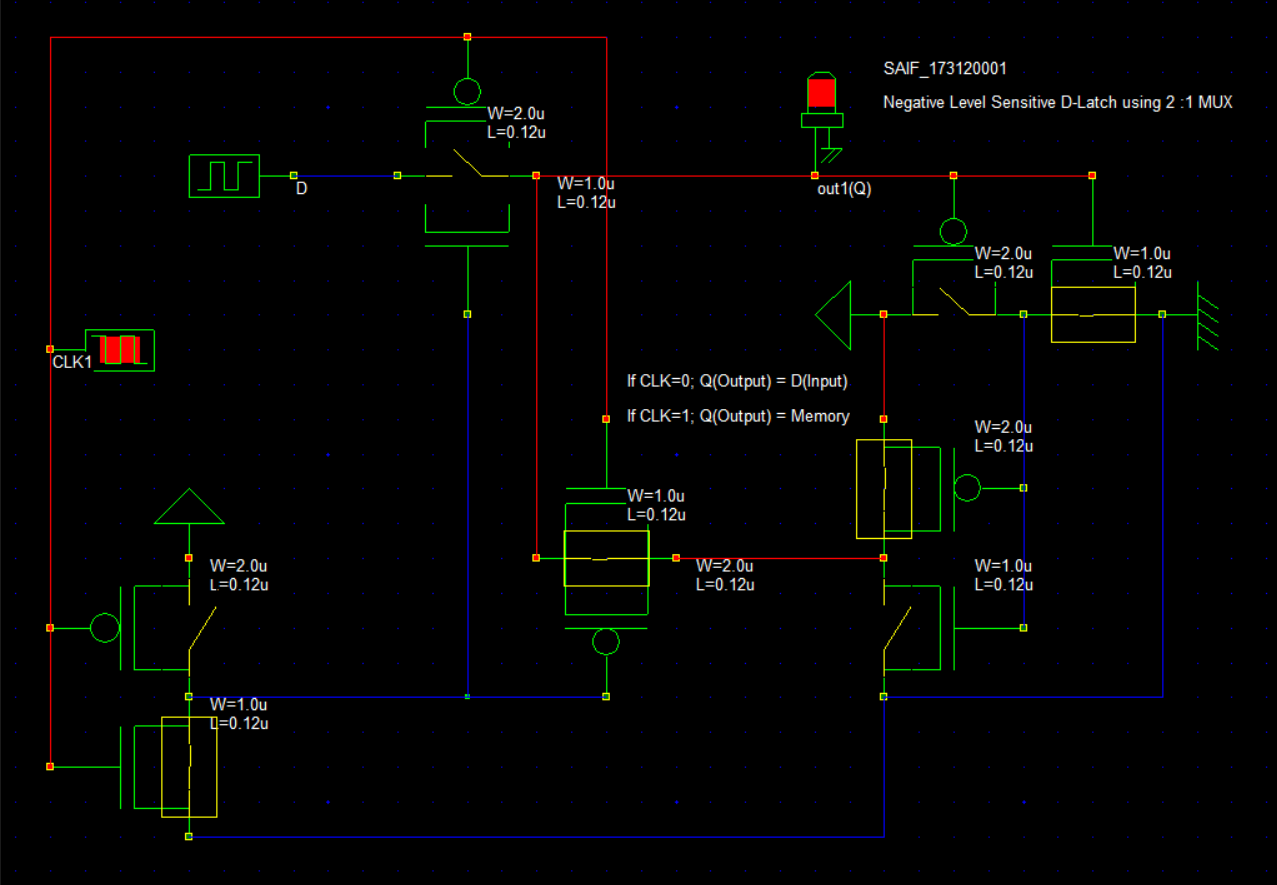 SAIF_173120001
Negative Level Sensitive D-Latch using 2 :1 MUX
W=2.0u
L=0.12u
D
W=1.0u
L=0.12u
out1(Q)
W=2.0u
L=0.12u
W=1.0u
L=0.12u
CLK1
If CLK=0; Q(Output) = D(Input)
If CLK=1; Q(Output) = Memory
W=2.0u
L=0.12u
W=1.0u
L=0.12u
W=2.0u
L=0.12u
W=2.0u
L=0.12u
W=1.0u
L=0.12u
W=1.0u
L=0.12u